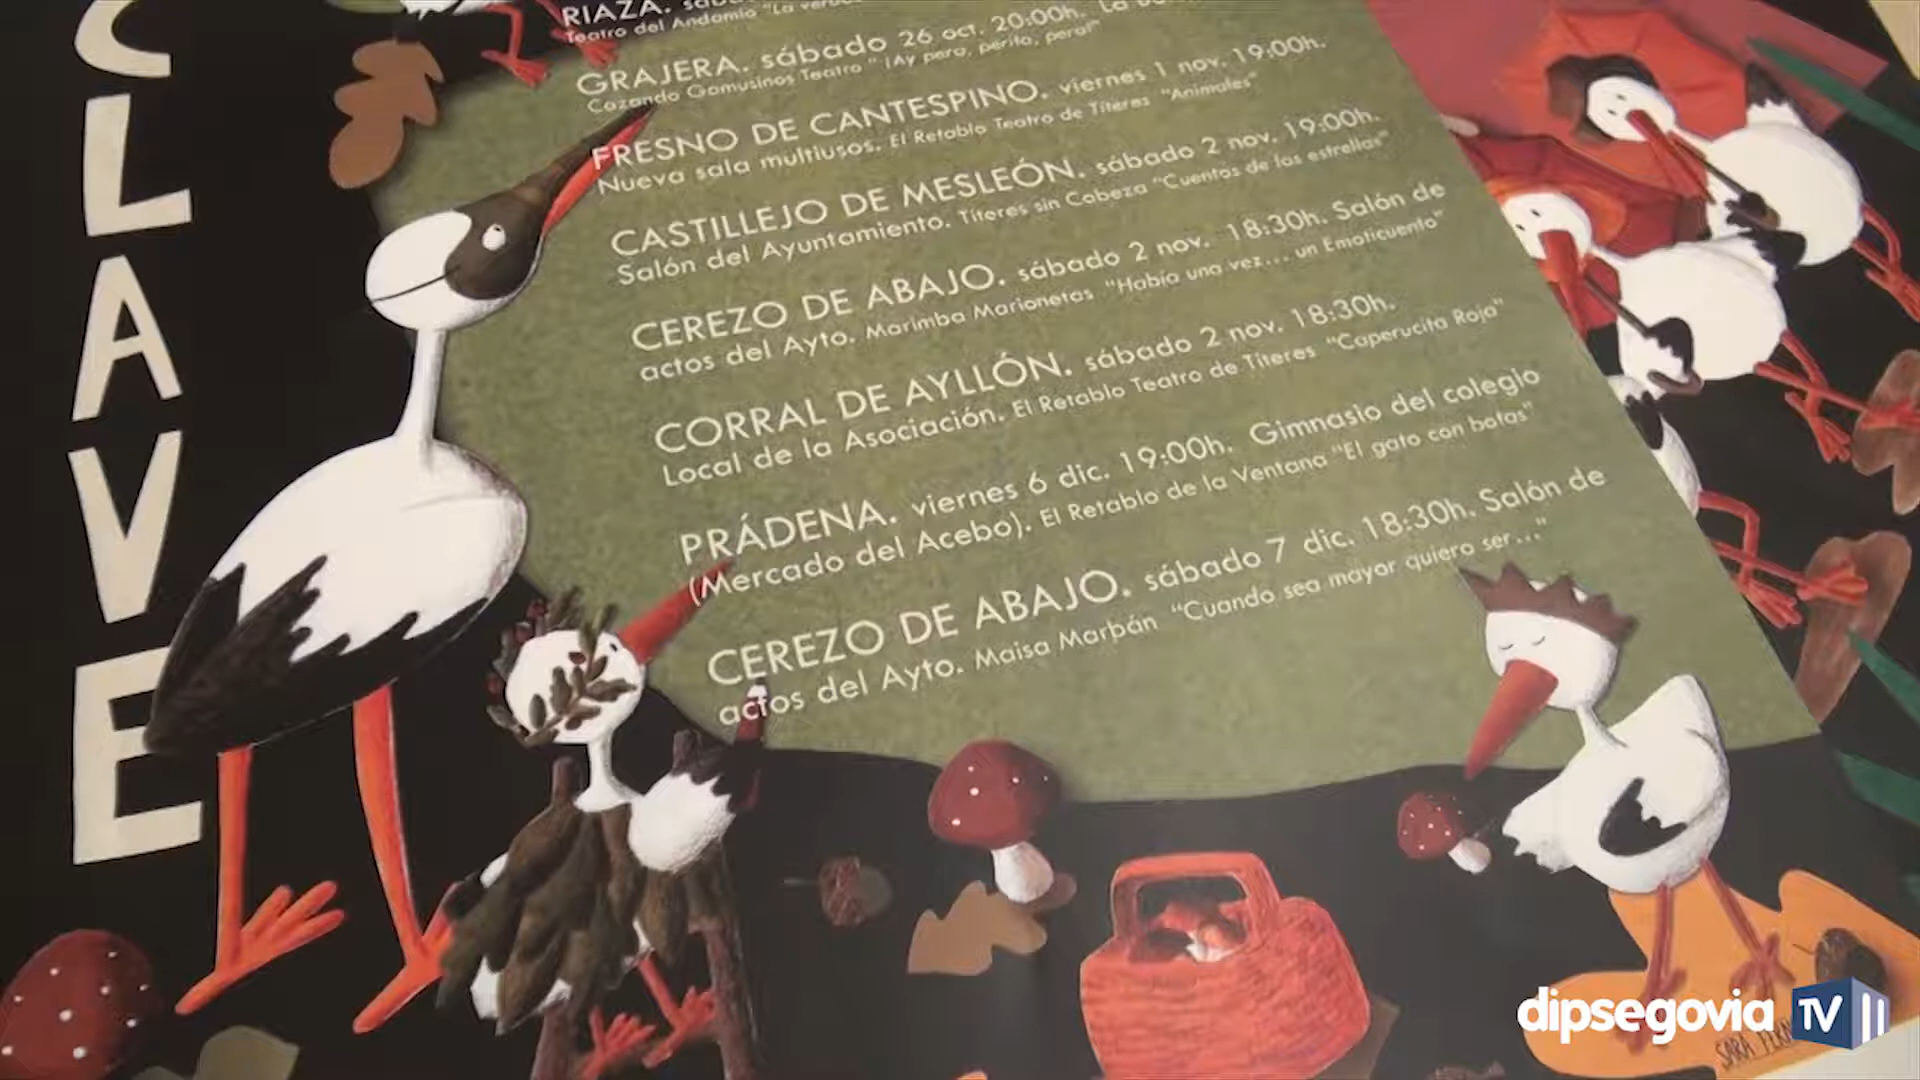 CLAVE
RIAZA.
Teatro del Andamio "La
GRAJERA. sábado 26 oct. 20:00h. La
Cazando Gamusinos Teatro "¡Ay pera, perita, pera!"
FRESNO DE CANTESPINO. viernes 1 nov. 19:00h.
Nueva sala multiusos. El Retablo Teatro de Títeres "Animales"
CASTILLEJO DE MESLEÓN. sábado 2 nov. 19:00h.
Salón del Ayuntamiento. Títeres sin Cabeza "Cuentos de las estrellas"
CEREZO DE ABAJO. sábado 2 nov. 18:30h. Salón de
actos del Ayto. Marimba Marionetas "Había una vez... un Emoticuento"
CORRAL DE AYLLÓN. sábado 2 nov. 18:30h.
Local de la Asociación. El Retablo Teatro de Títeres "Caperucita Roja"
PRÁDENA. viernes 6 dic. 19:00h. Gimnasio del colegio
(Mercado del Acebo). El Retablo de la Ventana "El gato con botas"
CEREZO DE ABAJO. sábado 7 dic. 18:30h. Salón de
actos del Ayto. Maisa Marbán "Cuando sea mayor quiero ser..."
dipsegovia TV
SARA